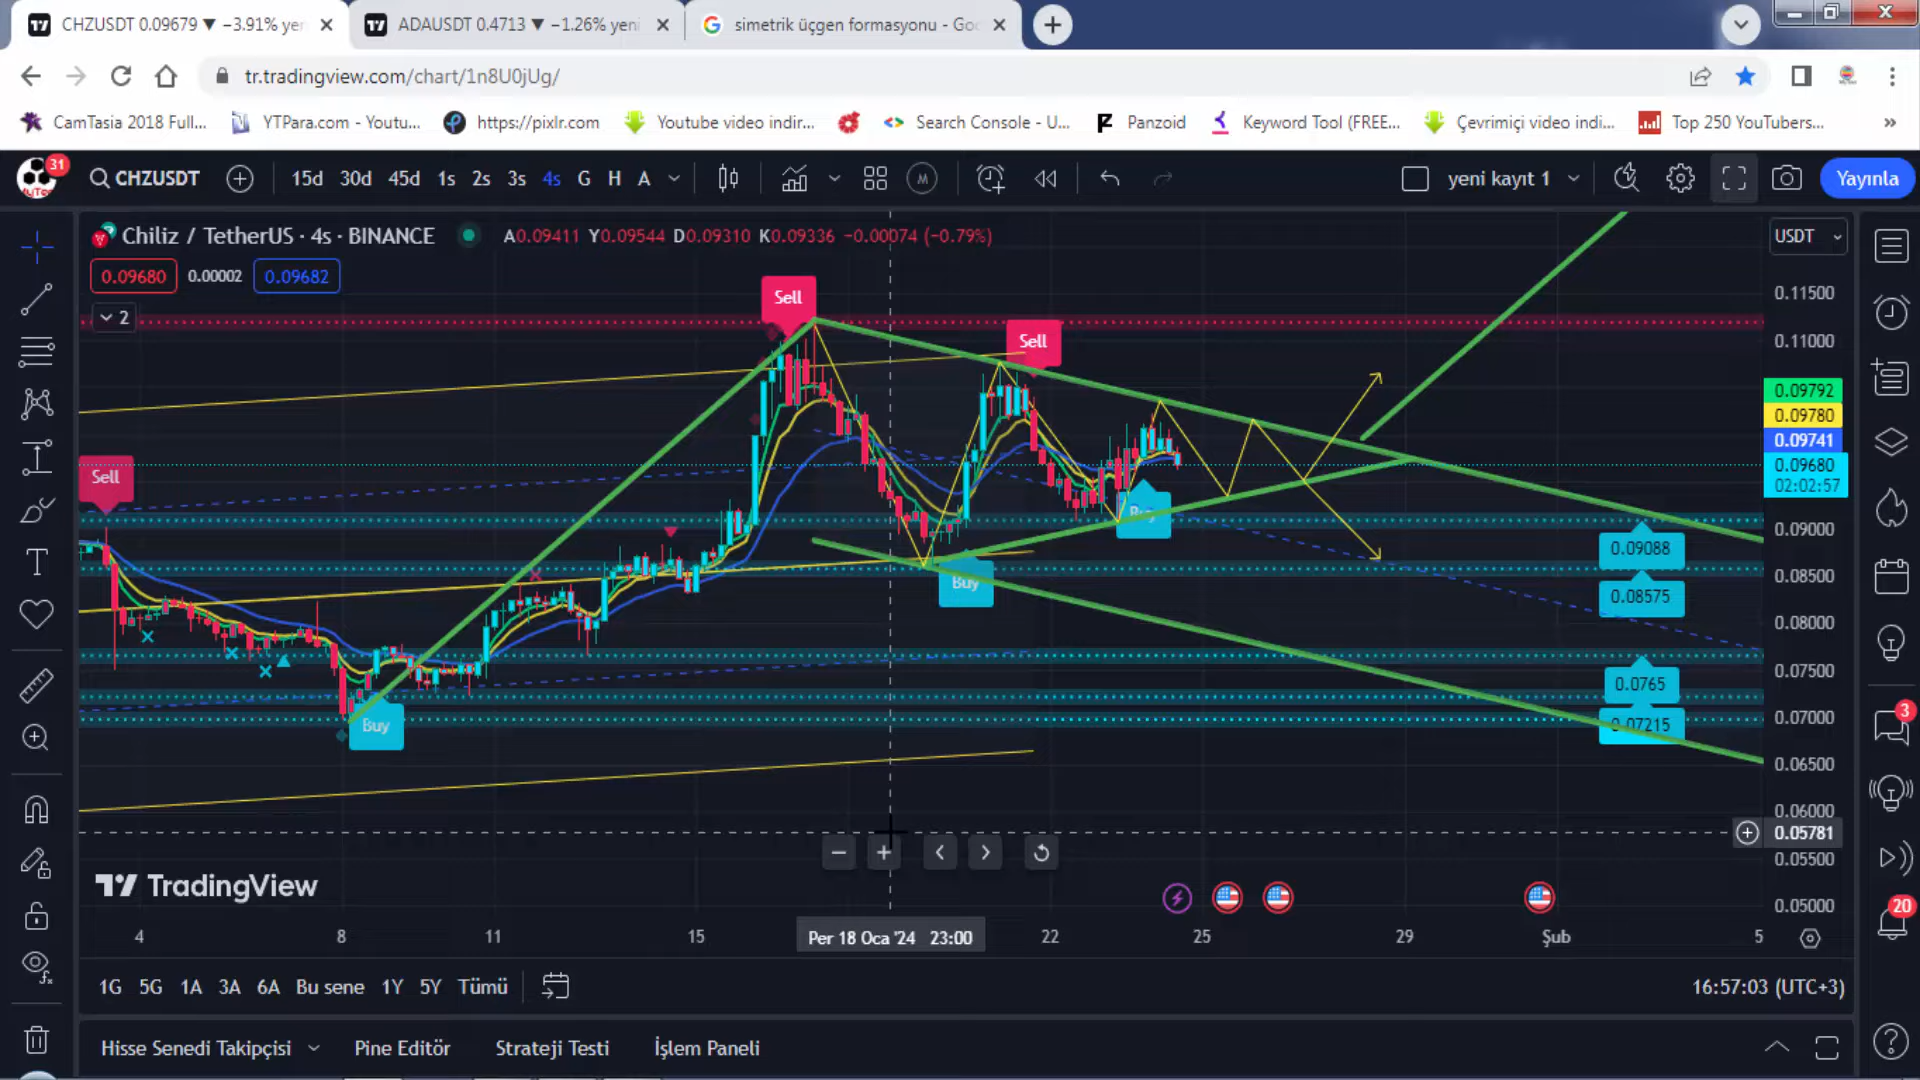 CHZUSDT 0.09679 ▼ −3.91% yen
ADAUSDT 0.4713 ▼ −1.26% yeni
simetrik üçgen formasyonu - Goo
tr.tradingview.com/chart/1n8U0jUg/
CamTasia 2018 Full...
YTPara.com - Youtu...
https://pixlr.com
Youtube video indir...
Search Console - U...
Panzoid
Keyword Tool (FREE...
Çevrimiçi video indi...
Top 250 YouTubers...
»
31
CHZUSDT
15d 30d 45d 1s 2s 3s 4s G H A
M
yeni kayıt 1
Yayınla
Chiliz / TetherUS · 4s · BINANCE
A0.09411 Y0.09544 D0.09310 K0.09336 −0.00074 (−0.79%)
USDT
0.09680 0.00002 0.09682
2
Sell
Sell
Sell
Buy
Buy
Buy
0.11500
0.11000
0.09792
0.09780
0.09741
0.09680
02:02:57
0.09000
0.08500
0.08000
0.07500
0.07000
0.06500
0.06000
0.05781
0.05500
0.05000
0.09088
0.08575
0.0765
0.07215
3
20
TradingView
4 8 11 15 Per 18 Oca '24 23:00 22 25 29 Şub 5
1G 5G 1A 3A 6A Bu sene 1Y 5Y Tümü
16:57:03 (UTC+3)
Hisse Senedi Takipçisi Pine Editör Strateji Testi İşlem Paneli